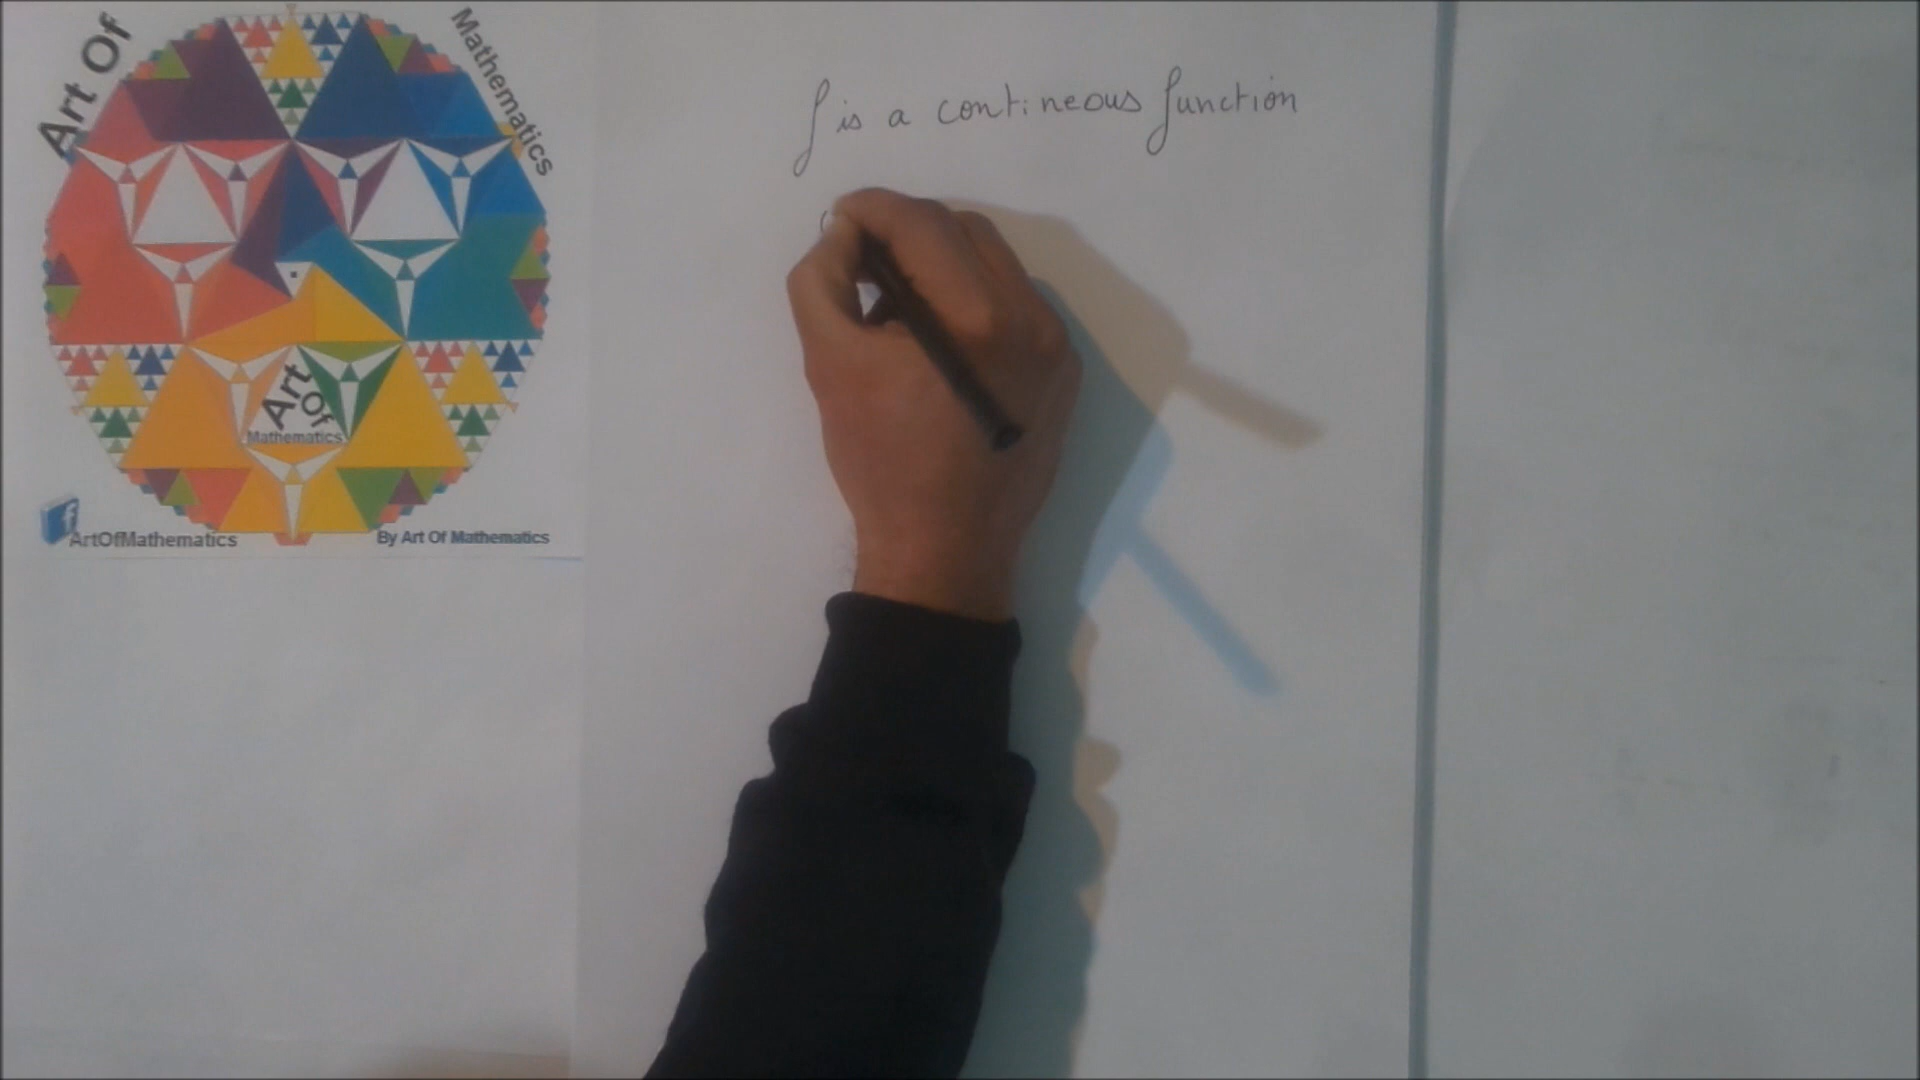 Art Of
Mathematics
Art
Of
Mathematics
f
ArtOfMathematics
By Art Of Mathematics
f is a contineous function